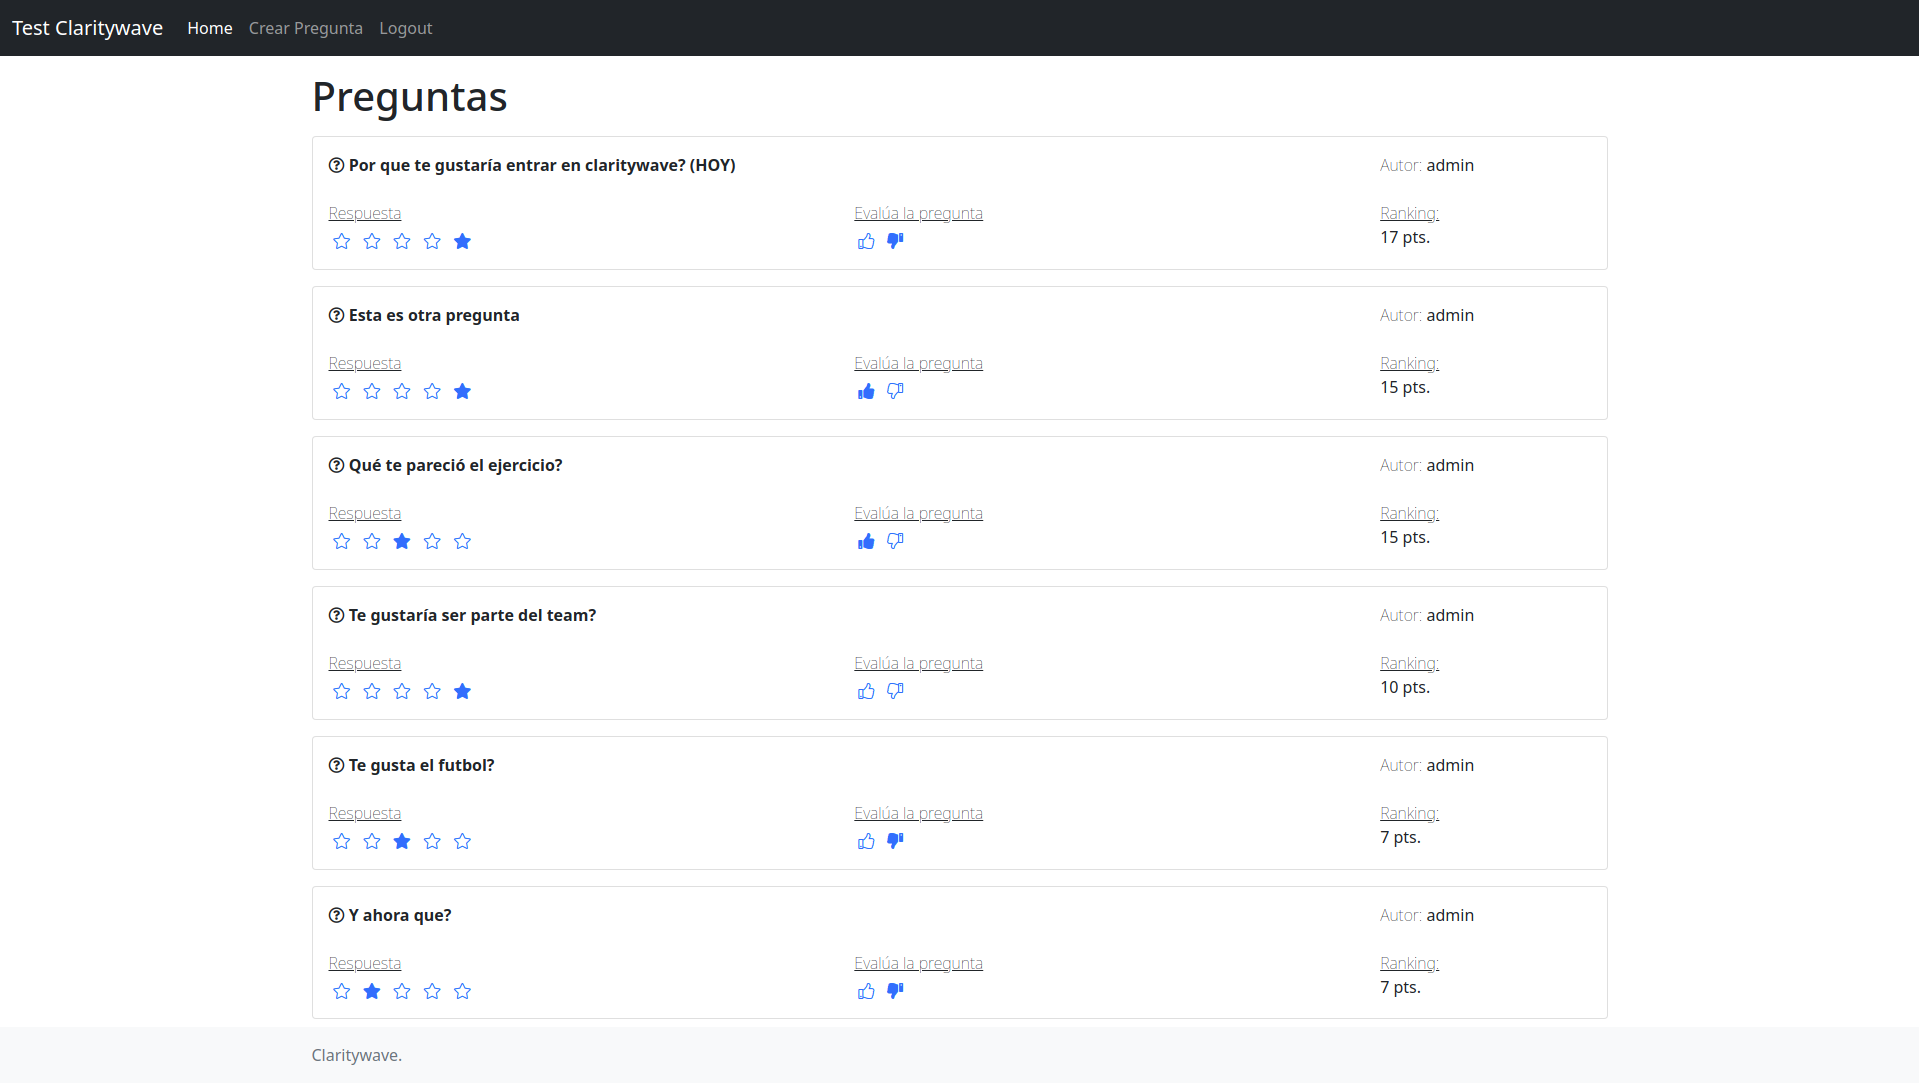 Test Claritywave Home Crear Pregunta Logout
Preguntas
Por que te gustaría entrar en claritywave? (HOY) Autor: admin
Respuesta Evalúa la pregunta Ranking:
17 pts.
Esta es otra pregunta Autor: admin
Respuesta Evalúa la pregunta Ranking:
15 pts.
Qué te pareció el ejercicio? Autor: admin
Respuesta Evalúa la pregunta Ranking:
15 pts.
Te gustaría ser parte del team? Autor: admin
Respuesta Evalúa la pregunta Ranking:
10 pts.
Te gusta el futbol? Autor: admin
Respuesta Evalúa la pregunta Ranking:
7 pts.
Y ahora que? Autor: admin
Respuesta Evalúa la pregunta Ranking:
7 pts.
Claritywave.